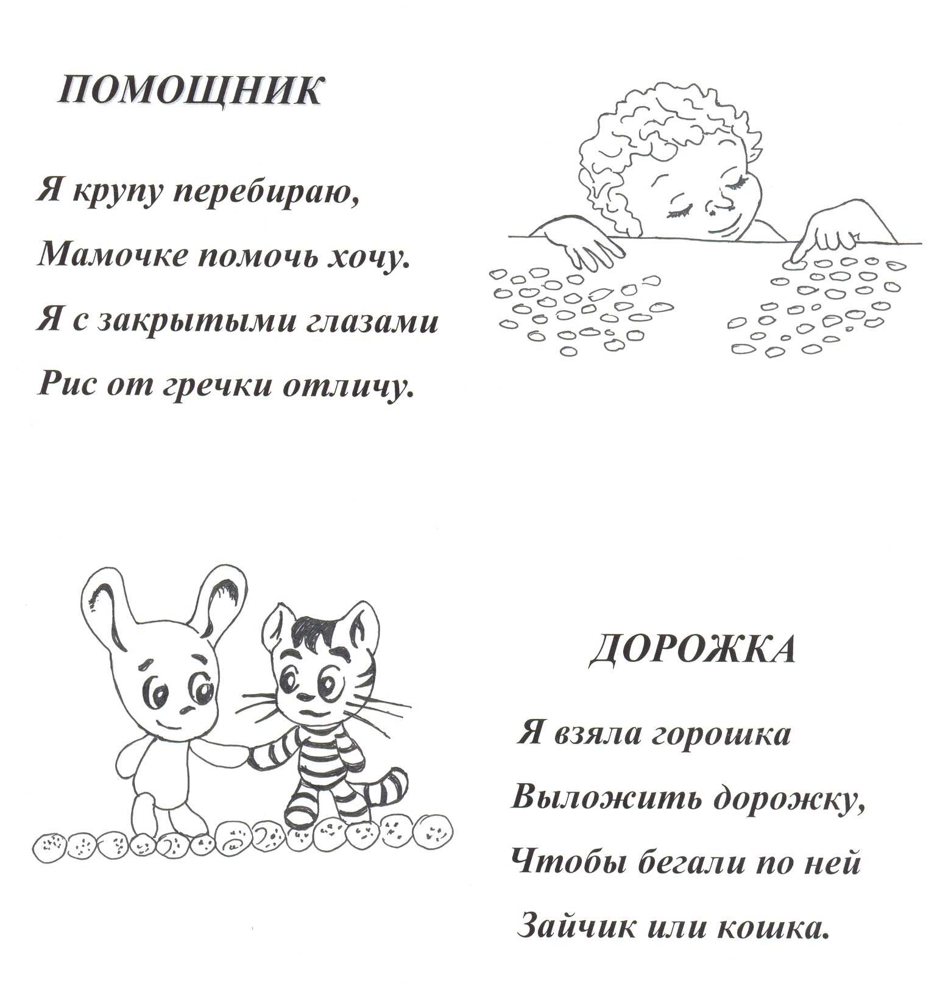 ПОМОЩНИК
Я крупу перебираю,
Мамочке помочь хочу.
Я с закрытыми глазами
Рис от гречки отличу.
ДОРОЖКА
Я взяла горошка
Выложить дорожку,
Чтобы бегали по ней
Зайчик или кошка.